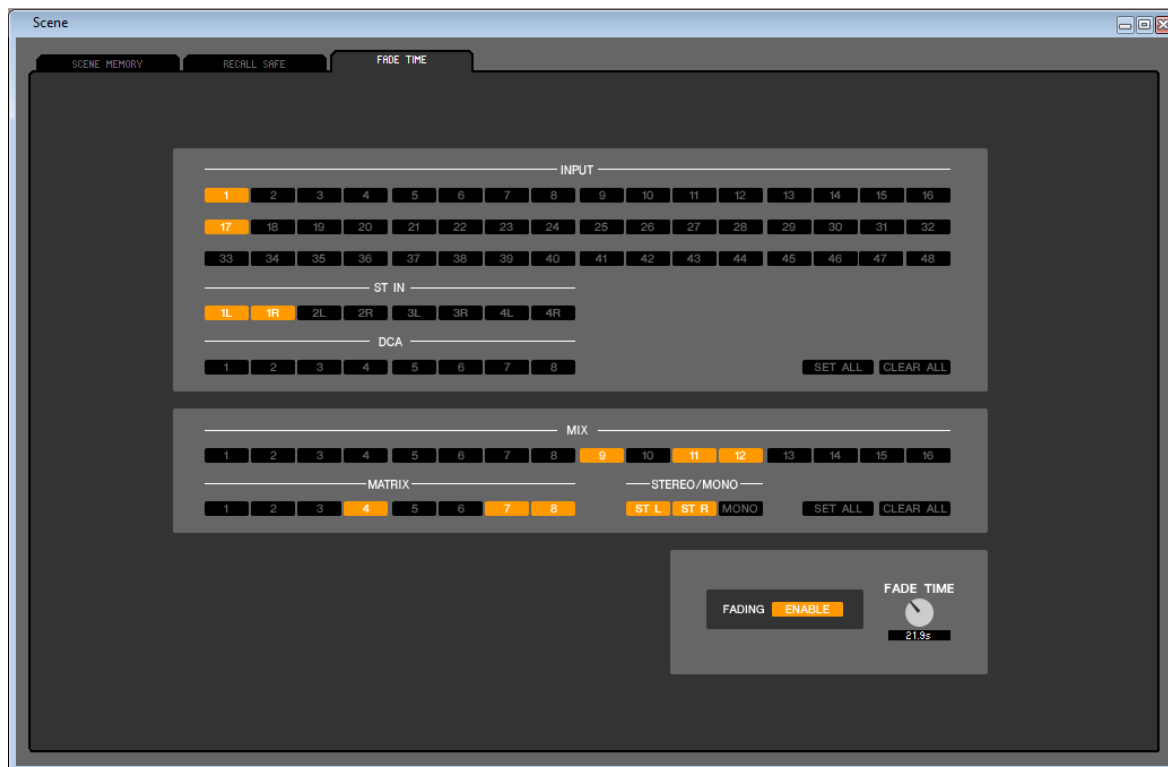 Scene
SCENE MEMORY RECALL SAFE FADE TIME
INPUT
1 2 3 4 5 6 7 8 9 10 11 12 13 14 15 16
17 18 19 20 21 22 23 24 25 26 27 28 29 30 31 32
33 34 35 36 37 38 39 40 41 42 43 44 45 46 47 48
ST IN
1L 1R 2L 2R 3L 3R 4L 4R
DCA
1 2 3 4 5 6 7 8 SET ALL CLEAR ALL
MIX
1 2 3 4 5 6 7 8 9 10 11 12 13 14 15 16
MATRIX STEREO/MONO
1 2 3 4 5 6 7 8 ST L ST R MONO SET ALL CLEAR ALL
FADE TIME
FADING ENABLE
21.9s